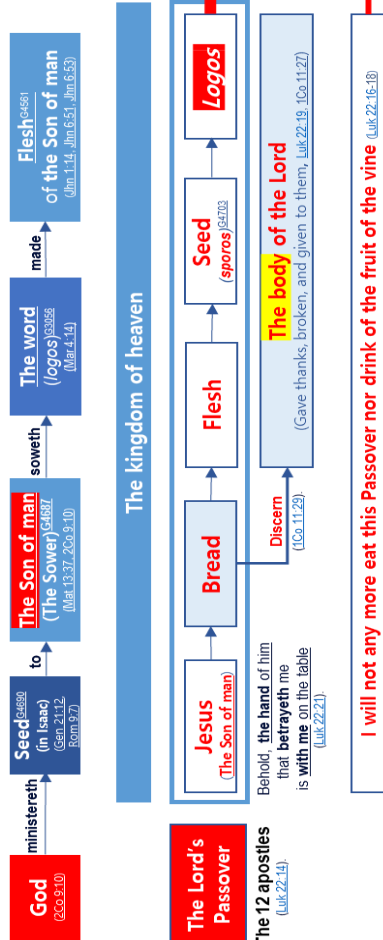 God
(2Co 9:10)
ministereth
Seed G4690
(in Isaac)
(Gen 21:12,
Rom 9:7)
to
The Son of man
(The Sower) G4687
(Mat 13:37, 2Co 9:10)
soweth
The word
(logos) G3056
(Mar 4:14)
made
Flesh G4561
of the Son of man
(Jhn 1:14, Jhn 6:51, Jhn 6:53)
The kingdom of heaven
The Lord's
Passover
Jesus
(The Son of man)
Bread
Flesh
Seed
(sporos) G4703
Logos
he 12 apostles
(Luk 22:14).
Behold, the hand of him
that betrayeth me
is with me on the table
(Luk 22:21).
Discern
(1Co 11:29).
The body of the Lord
(Gave thanks, broken, and given to them, Luk 22:19, 1Co 11:27)
I will not any more eat this Passover nor drink of the fruit of the vine (Luk 22:16-18)